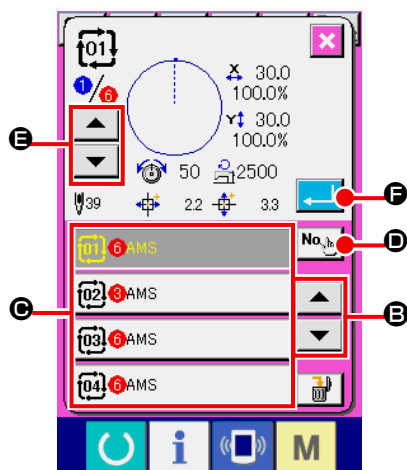 01
1/6
X 30.0
100.0%
Y 30.0
100.0%
50 2500
39 2.2 3.3
E
F
No.
D
01 6 AMS
02 3 AMS
03 6 AMS
04 6 AMS
C
B
i M